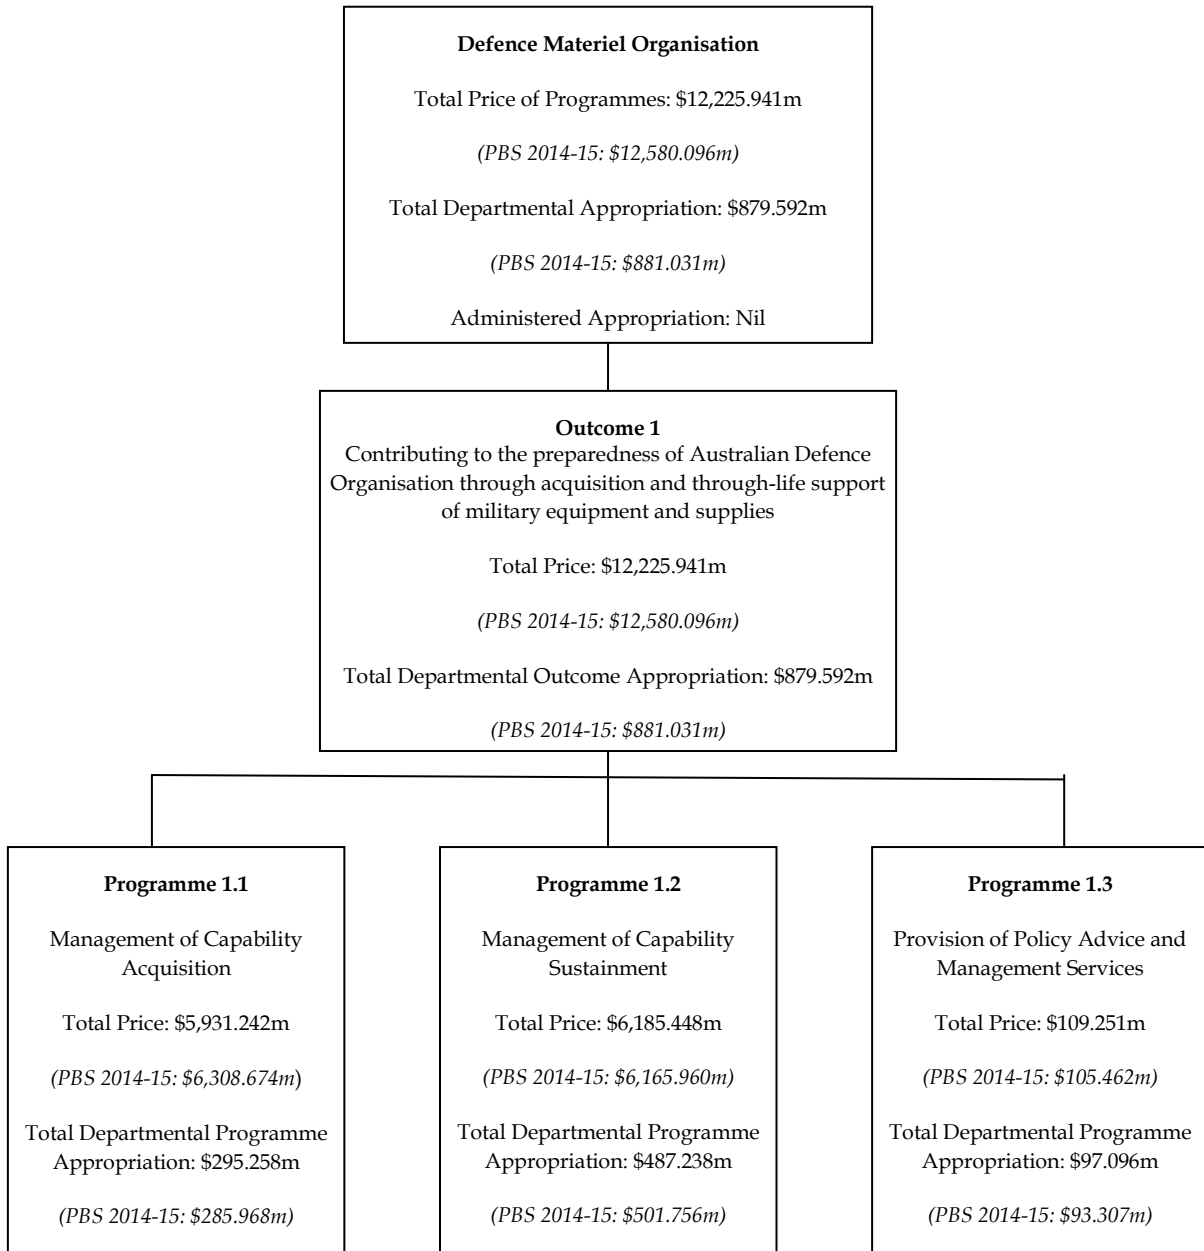 Defence Materiel Organisation
Total Price of Programmes: $12,225.941m
(PBS 2014-15: $12,580.096m)
Total Departmental Appropriation: $879.592m
(PBS 2014-15: $881.031m)
Administered Appropriation: Nil
Outcome 1
Contributing to the preparedness of Australian Defence
Organisation through acquisition and through-life support
of military equipment and supplies
Total Price: $12,225.941m
(PBS 2014-15: $12,580.096m)
Total Departmental Outcome Appropriation: $879.592m
(PBS 2014-15: $881.031m)
Programme 1.1
Management of Capability
Acquisition
Total Price: $5,931.242m
(PBS 2014-15: $6,308.674m)
Total Departmental Programme
Appropriation: $295.258m
(PBS 2014-15: $285.968m)
Programme 1.2
Management of Capability
Sustainment
Total Price: $6,185.448m
(PBS 2014-15: $6,165.960m)
Total Departmental Programme
Appropriation: $487.238m
(PBS 2014-15: $501.756m)
Programme 1.3
Provision of Policy Advice and
Management Services
Total Price: $109.251m
(PBS 2014-15: $105.462m)
Total Departmental Programme
Appropriation: $97.096m
(PBS 2014-15: $93.307m)